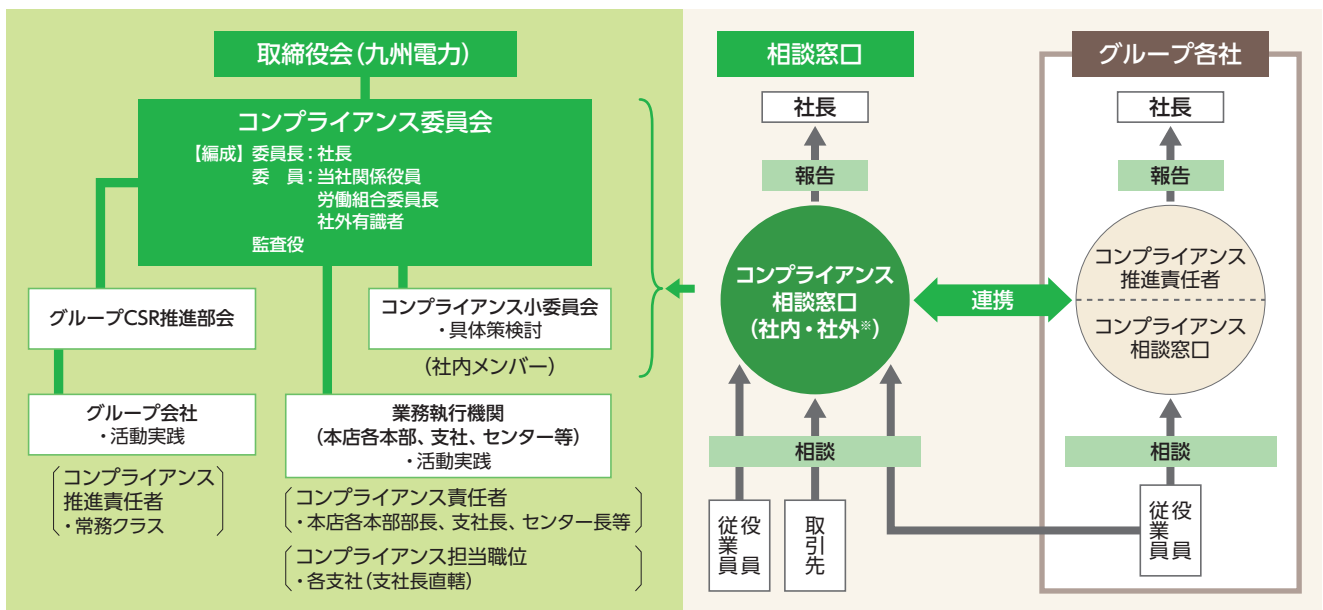 取締役会(九州電力)
コンプライアンス委員会
【編成】委員長：社長
委　員：当社関係役員
労働組合委員長
社外有識者
監査役
グループCSR推進部会
コンプライアンス小委員会
・具体策検討
(社内メンバー)
グループ会社
・活動実践
コンプライアンス
推進責任者
・常務クラス
業務執行機関
(本店各本部、支社、センター等)
・活動実践
コンプライアンス責任者
・本店各本部部長、支社長、センター長等
コンプライアンス担当職位
・各支社(支社長直轄)
相談窓口
社長
報告
コンプライアンス
相談窓口
(社内・社外※)
連携
相談
役員
従業員
取引先
グループ各社
社長
報告
コンプライアンス
推進責任者
コンプライアンス
相談窓口
相談
役員
従業員